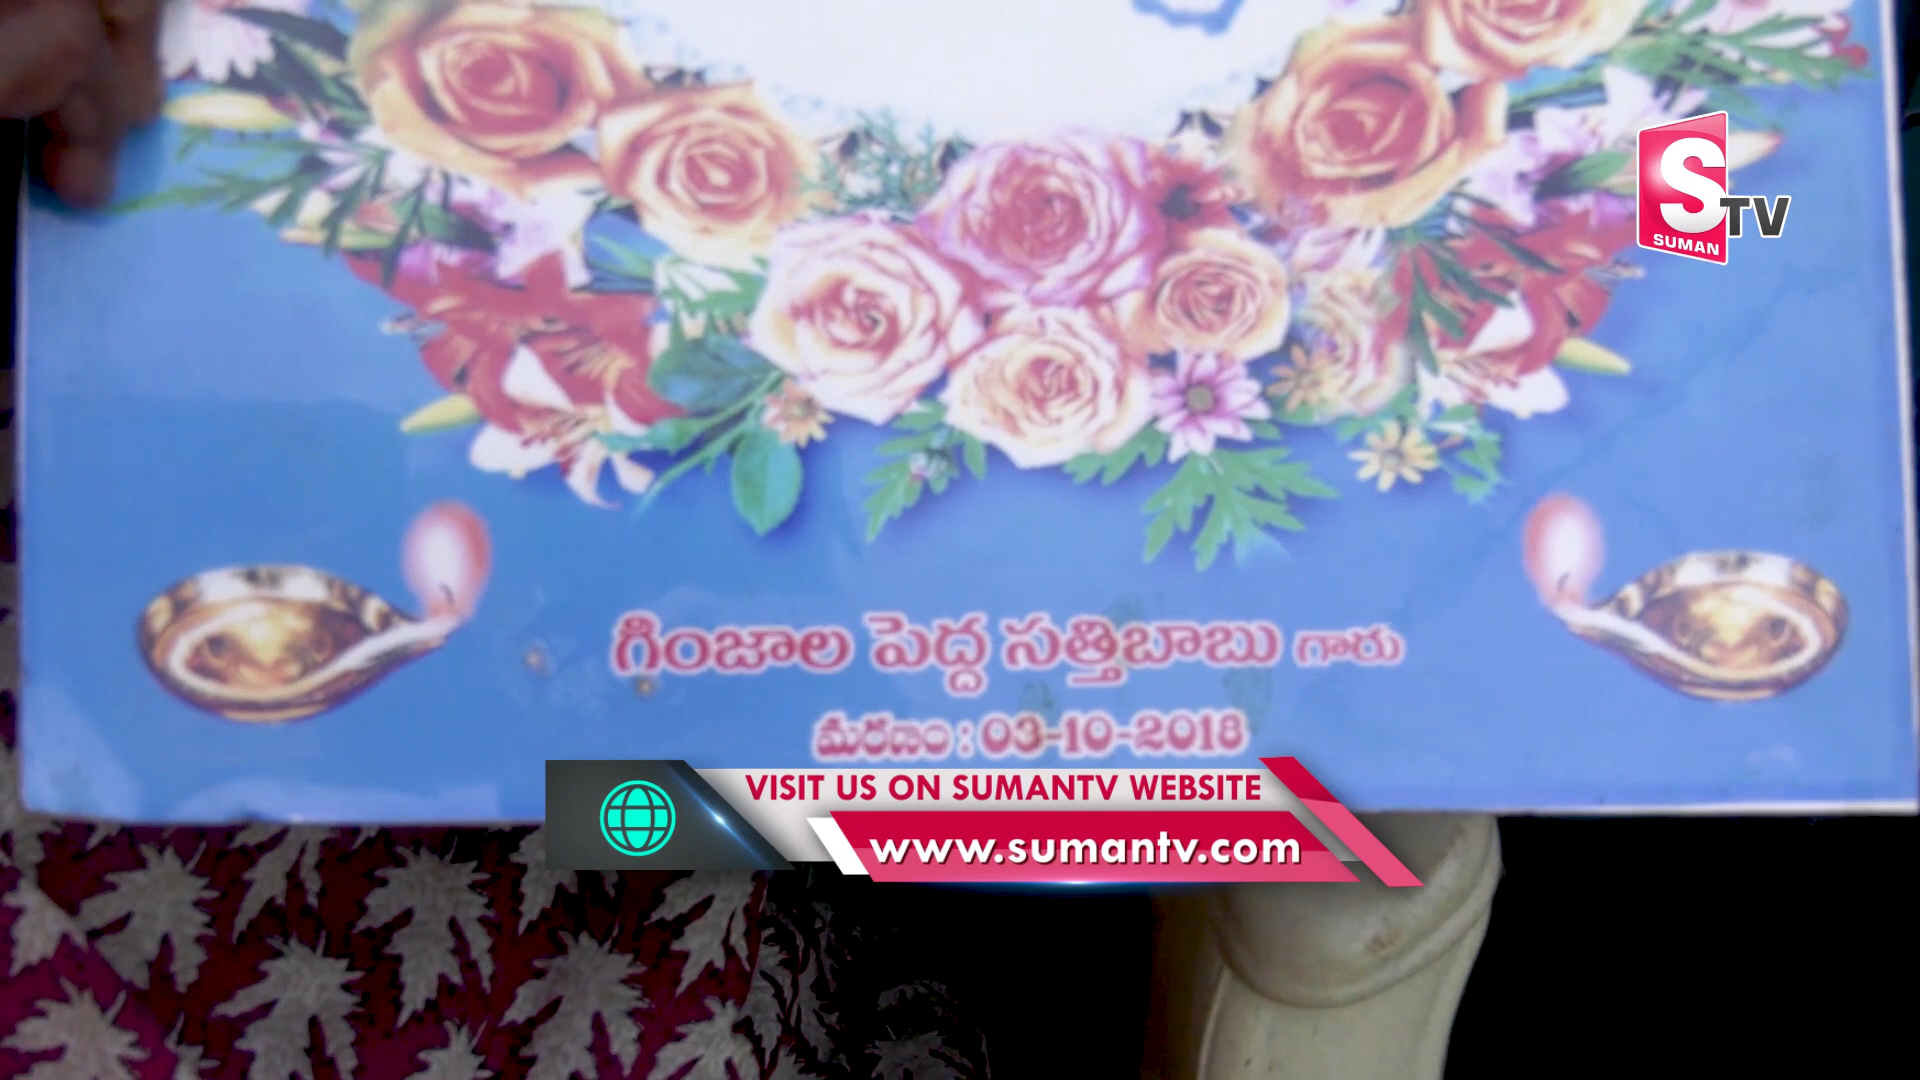 S TV
SUMAN
గింజాల పెద్ద సత్తిబాబు గారు
మరణం : 03-10-2018
VISIT US ON SUMANTV WEBSITE
www.sumantv.com